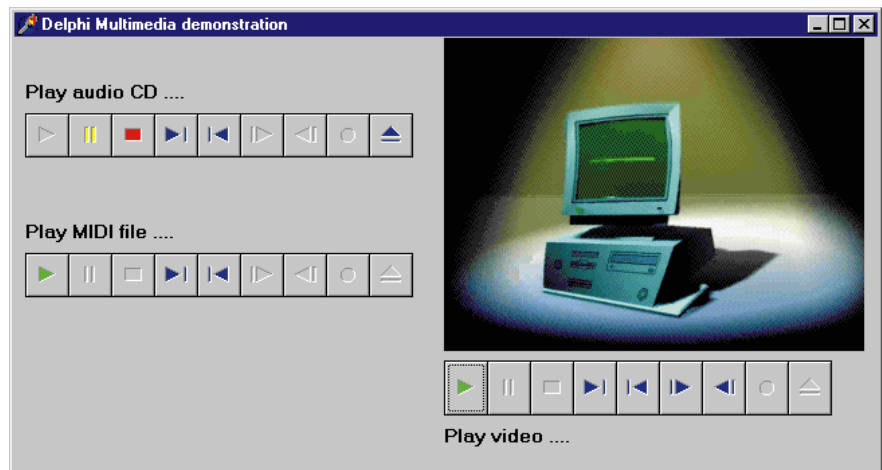 Delphi Multimedia demonstration
Play audio CD ....
Play MIDI file ....
Play video ....